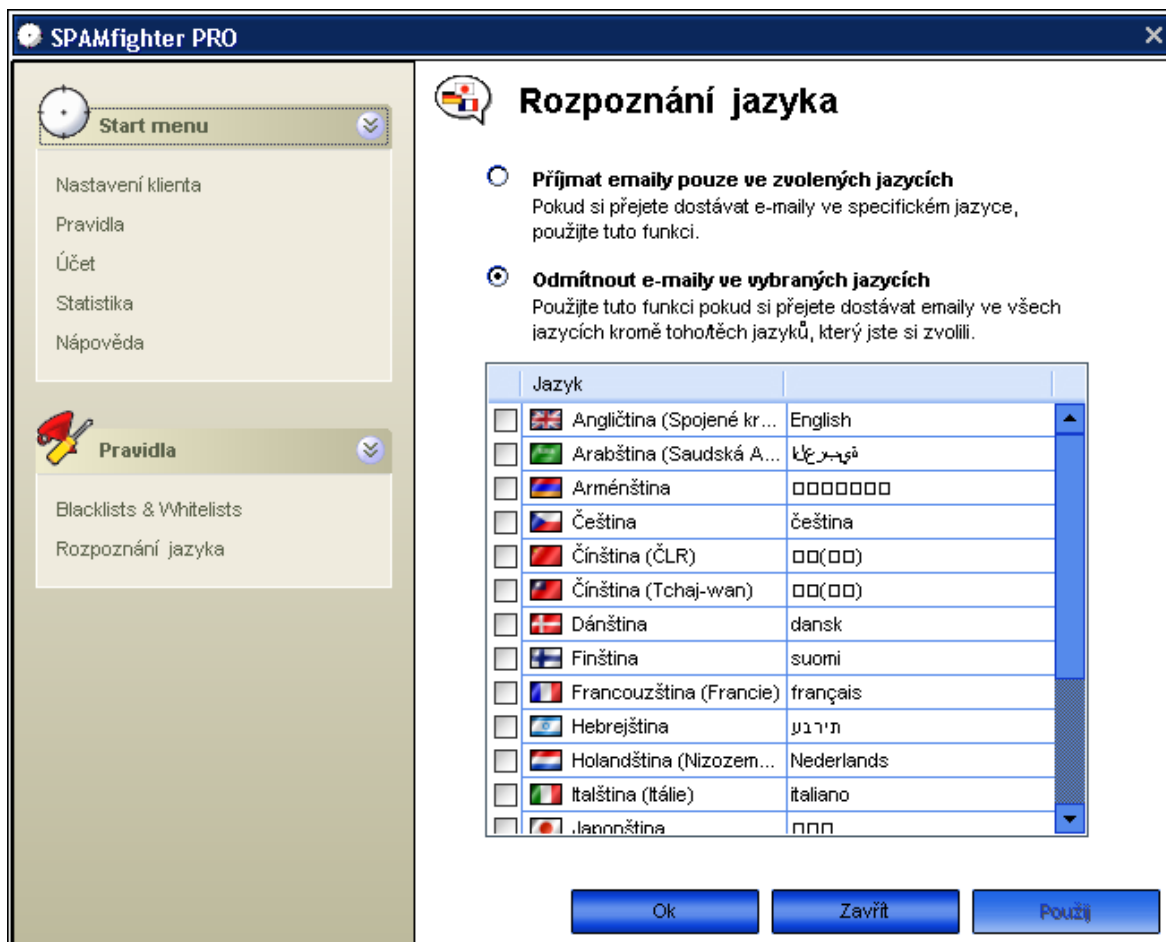 SPAMfighter PRO
Start menu
Nastavení klienta
Pravidla
Účet
Statistika
Nápověda
Pravidla
Blacklists & Whitelists
Rozpoznání jazyka
Rozpoznání jazyka
Příjmat emaily pouze ve zvolených jazycích
Pokud si přejete dostávat e-maily ve specifickém jazyce,
použijte tuto funkci.
Odmítnout e-maily ve vybraných jazycích
Použijte tuto funkci pokud si přejete dostávat emaily ve všech
jazycích kromě toho/těch jazyků, který jste si zvolili.
Jazyk
Angličtina (Spojené kr... English
Arabština (Saudská A... ةيبرعلا
Arménština □□□□□□□
Čeština čeština
Čínština (ČLR) □□(□□)
Čínština (Tchaj-wan) □□(□□)
Dánština dansk
Finština suomi
Francouzština (Francie) français
Hebrejština תירבע
Holandština (Nizozem... Nederlands
Italština (Itálie) italiano
Japonština □□□
Ok Zavřít Použij